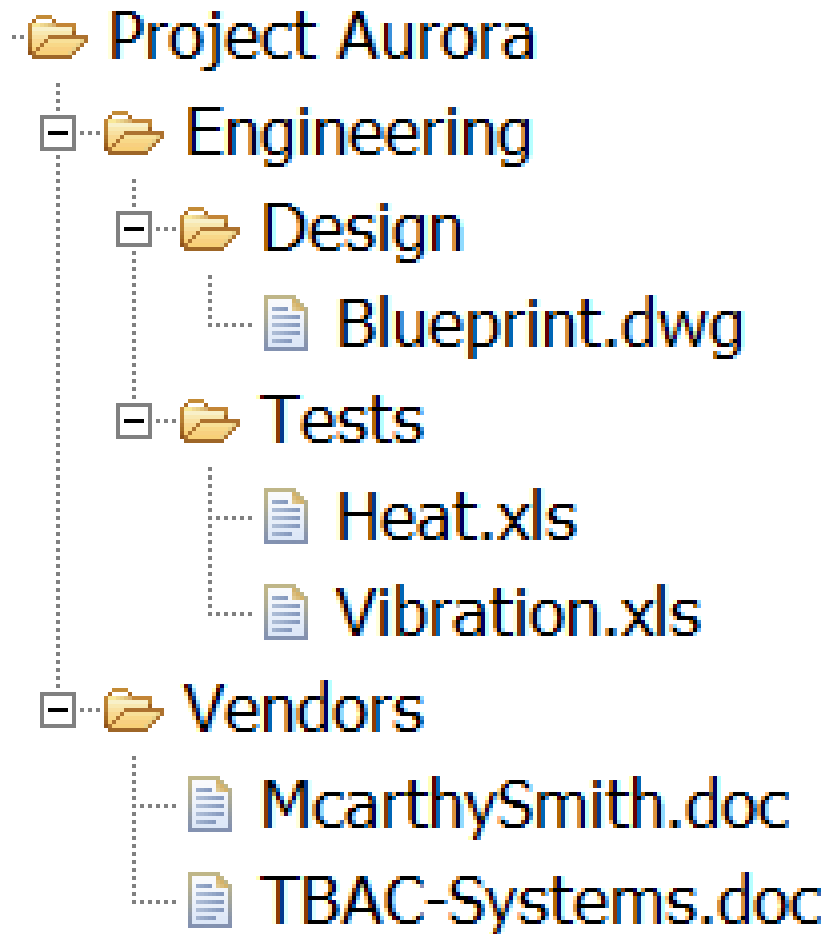 Project Aurora
Engineering
Design
Blueprint.dwg
Tests
Heat.xls
Vibration.xls
Vendors
McarthySmith.doc
TBAC-Systems.doc